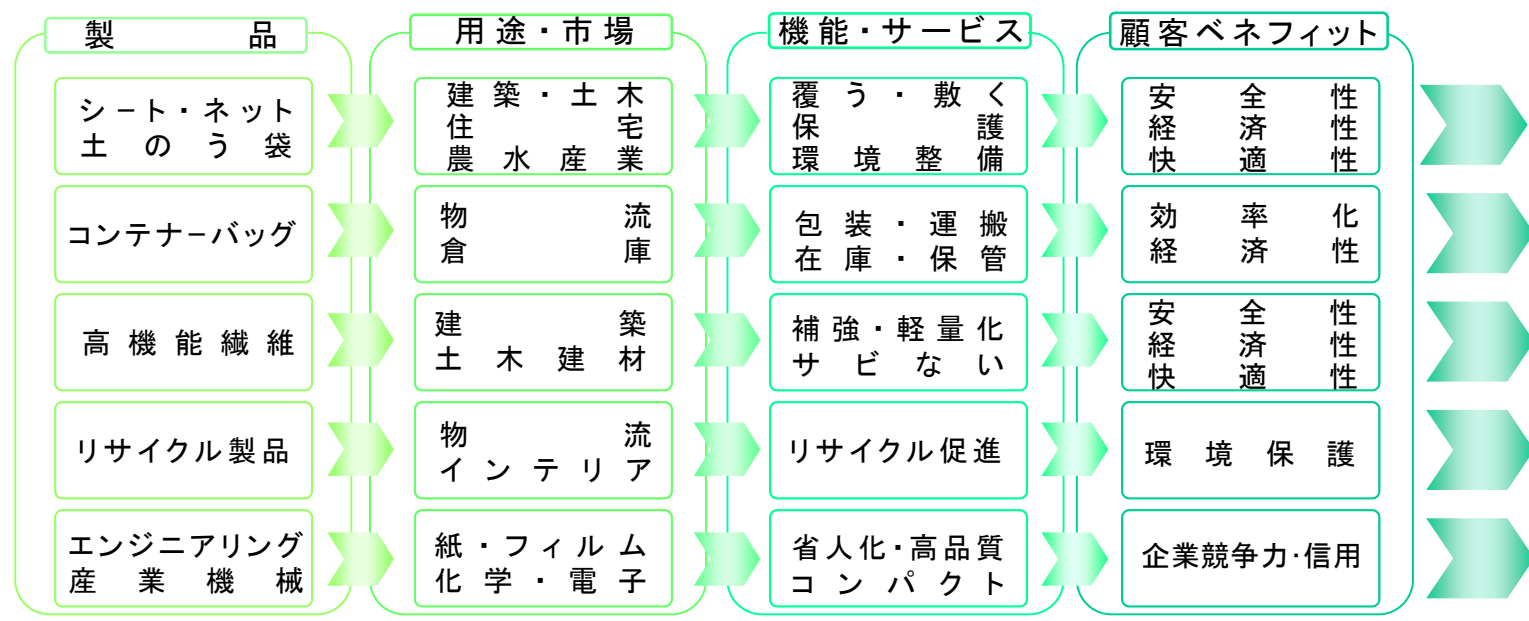 製品
用途・市場
機能・サービス
顧客ベネフィット
シート・ネット
土のう袋
建築・土木
住宅
農水産業
覆う・敷く
保護
環境整備
安全性
経済性
快適性
コンテナーバッグ
物流
倉庫
包装・運搬
在庫・保管
効率化
経済性
高機能繊維
建築
土木建材
補強・軽量化
サビない
安全性
経済性
快適性
リサイクル製品
物流
インテリア
リサイクル促進
環境保護
エンジニアリング
産業機械
紙・フィルム
化学・電子
省人化・高品質
コンパクト
企業競争力・信用